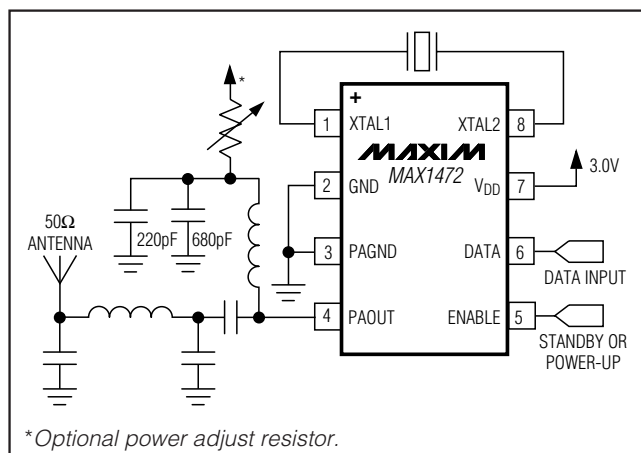 *
+
1 XTAL1 XTAL2 8
MAXIM
MAX1472
2 GND VDD 7 3.0V
220pF 680pF
50Ω
ANTENNA
3 PAGND DATA 6
DATA INPUT
4 PAOUT ENABLE 5
STANDBY OR
POWER-UP
*Optional power adjust resistor.